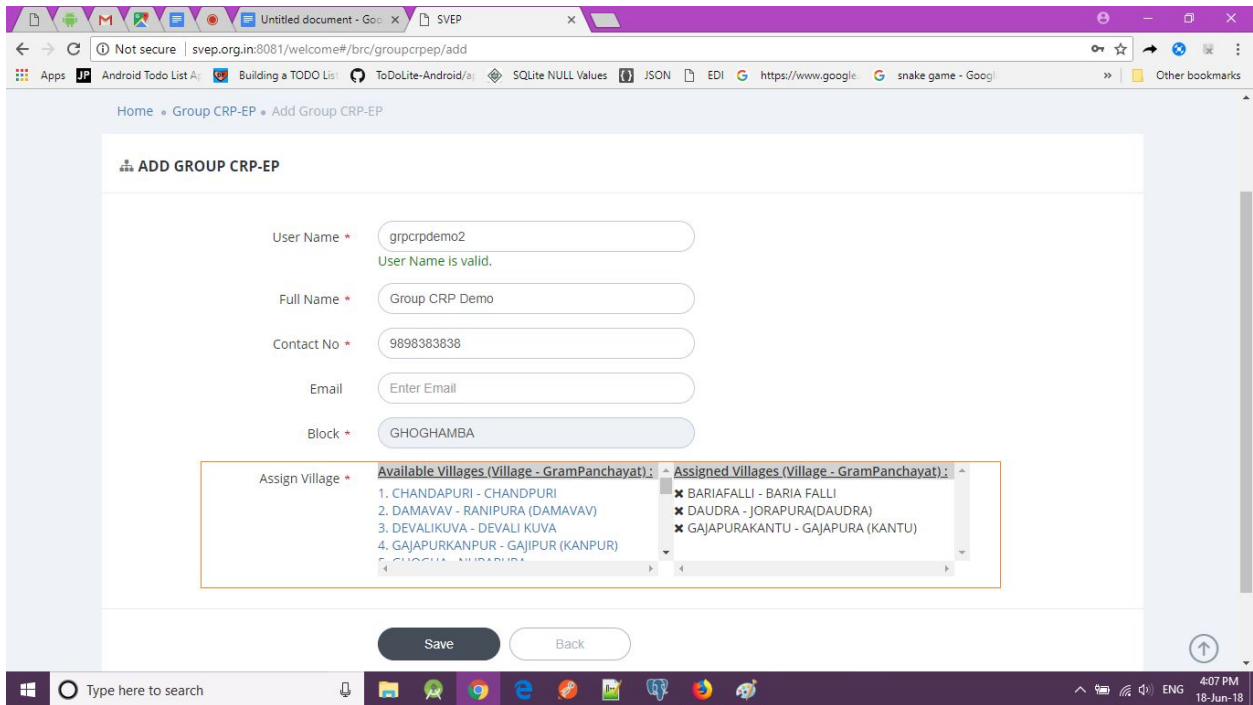 Untitled document - Goo
SVEP
Not secure | svep.org.in:8081/welcome#/brc/groupcrpep/add
Apps JP Android Todo List Ap Building a TODO List ToDoLite-Android/a SQLite NULL Values {} JSON EDI G https://www.google. G snake game - Googl » Other bookmarks
Home Group CRP-EP Add Group CRP-EP
ADD GROUP CRP-EP
User Name * grpcrpdemo2
User Name is valid.
Full Name * Group CRP Demo
Contact No * 9898383838
Email Enter Email
Block * GHOGHAMBA
Assign Village *
Available Villages (Village - GramPanchayat) :
1. CHANDAPURI - CHANDPURI
2. DAMAVAV - RANIPURA (DAMAVAV)
3. DEVALIKUVA - DEVALI KUVA
4. GAJAPURKANPUR - GAJIPUR (KANPUR)
Assigned Villages (Village - GramPanchayat) :
✖ BARIAFALLI - BARIA FALLI
✖ DAUDRA - JORAPURA(DAUDRA)
✖ GAJAPURAKANTU - GAJAPURA (KANTU)
Save Back
Type here to search
ENG 4:07 PM
18-Jun-18